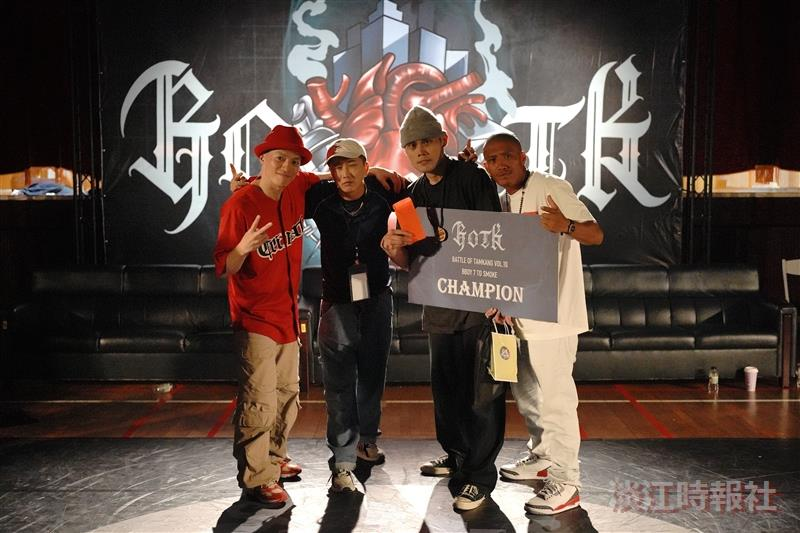 BoTK
BoTK
BATTLE OF TAMKANG VOL.10
BBOY 7 TO SMOKE
CHAMPION
淡江時報社